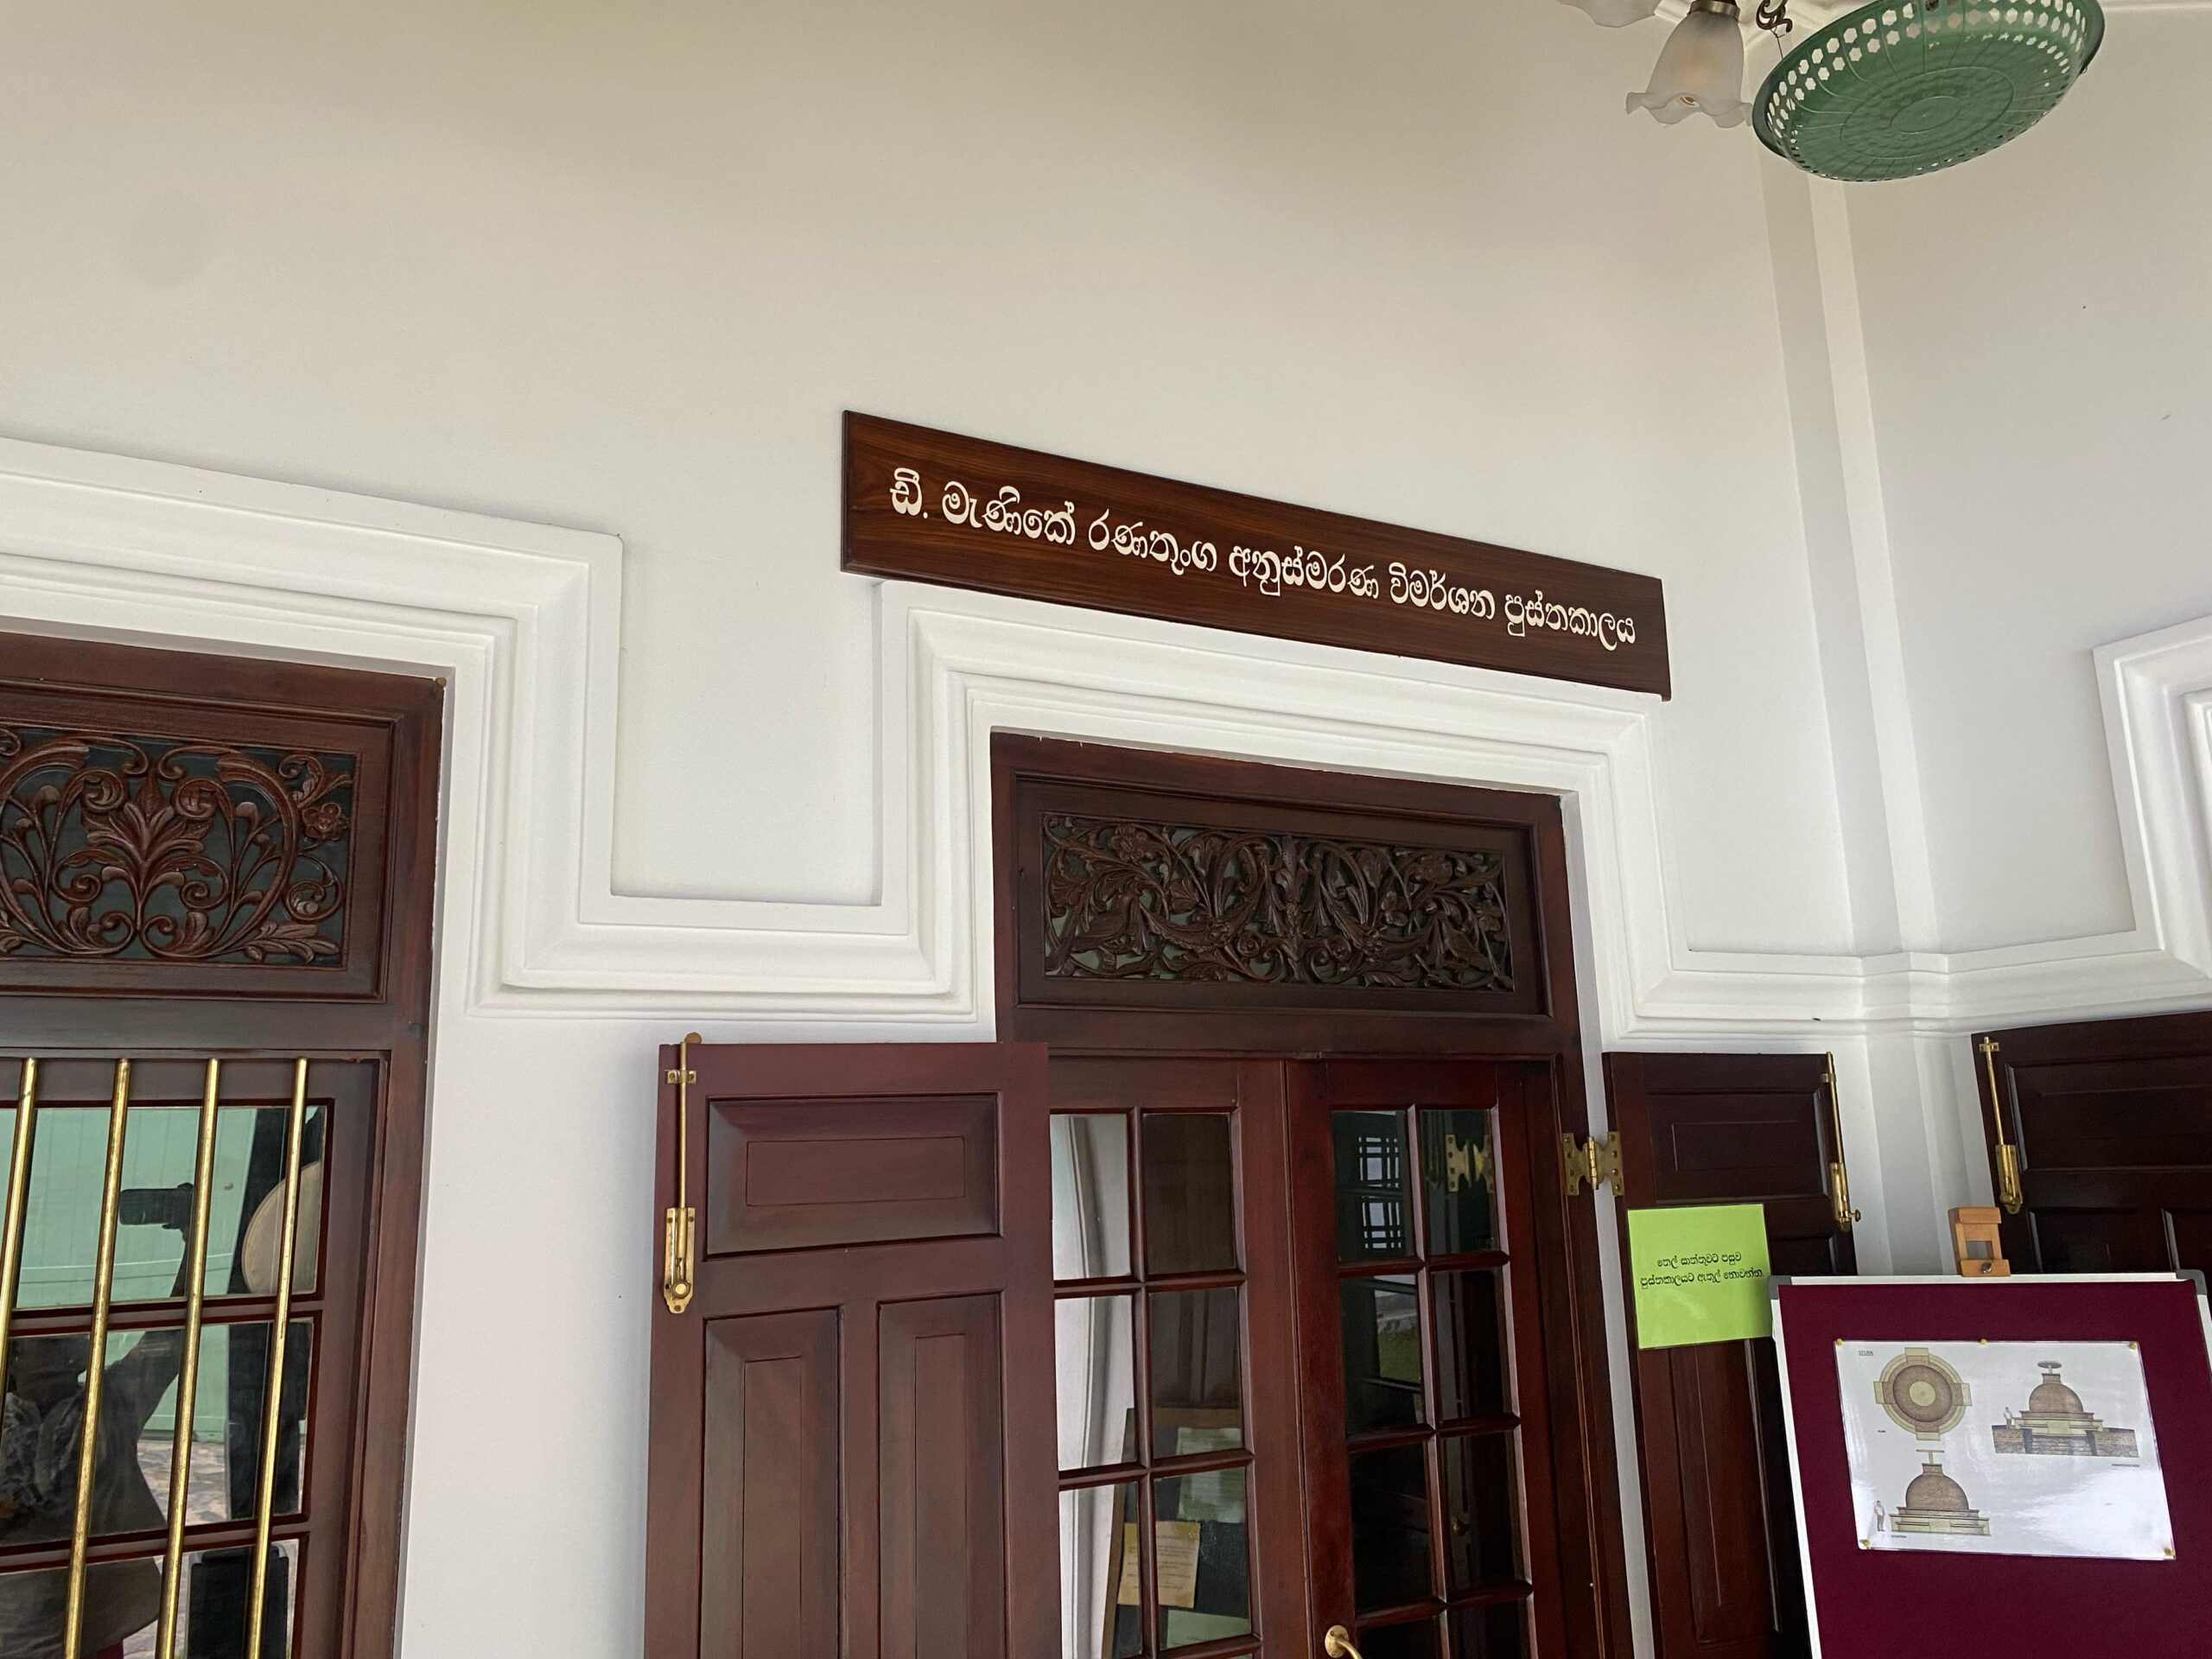 ඩී. මැණිකේ රණතුංග අනුස්මරණ විමර්ශන පුස්තකාලය
තෙල් සාත්තුවට පසුව
පුස්තකාලයට ඇතුල් නොවන්න